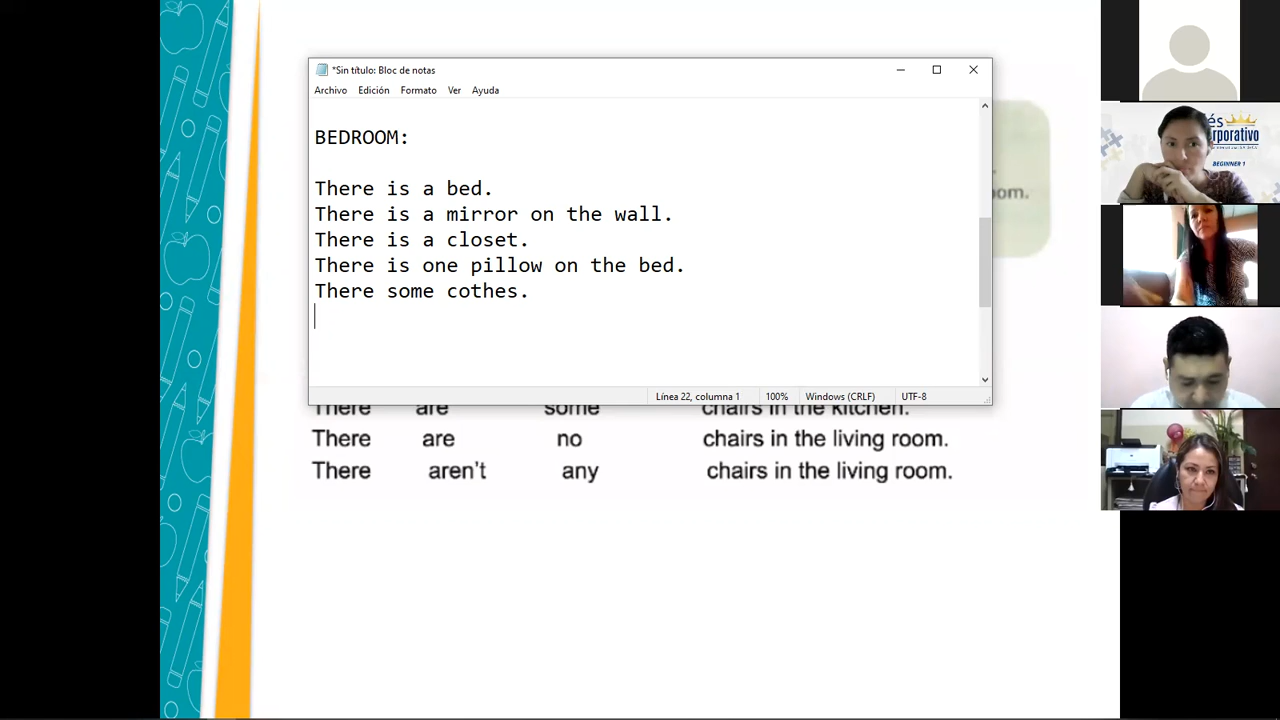 *Sin título: Bloc de notas
Archivo Edición Formato Ver Ayuda
BEDROOM:
There is a bed.
There is a mirror on the wall.
There is a closet.
There is one pillow on the bed.
There some cothes.
Línea 22, columna 1 100% Windows (CRLF) UTF-8
oom.
There are some chairs in the kitchen.
There are no chairs in the living room.
There aren't any chairs in the living room.
és
rporativo
BEGINNER 1